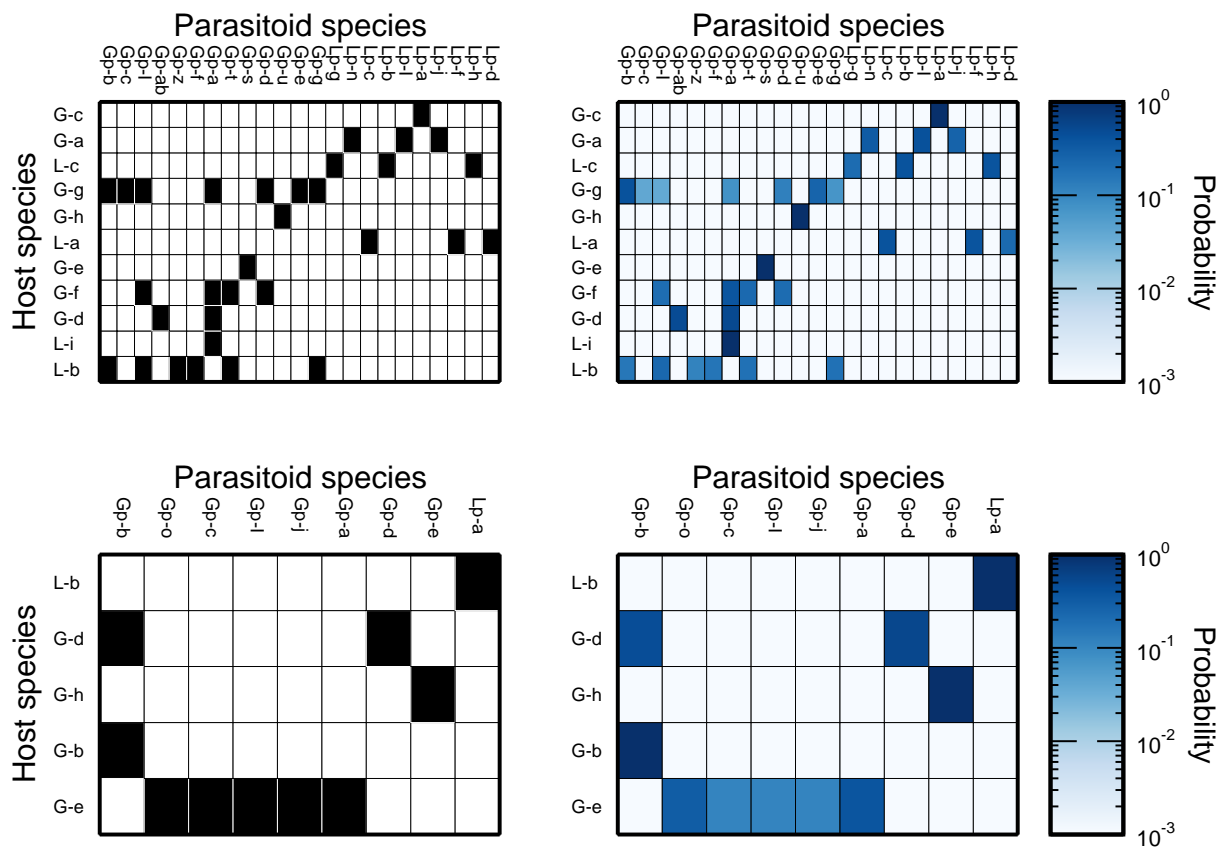 Parasitoid species
Gp-b Gp-c Gp-l Gp-ab Gp-z Gp-f Gp-a Gp-t Gp-s Gp-d Gp-u Gp-e Gp-g Lp-g Lp-n Lp-c Lp-b Lp-l Lp-a Lp-j Lp-f Lp-h Lp-d
Host species
G-c
G-a
L-c
G-g
G-h
L-a
G-e
G-f
G-d
L-i
L-b
Parasitoid species
Gp-b Gp-c Gp-l Gp-ab Gp-z Gp-f Gp-a Gp-t Gp-s Gp-d Gp-u Gp-e Gp-g Lp-g Lp-n Lp-c Lp-b Lp-l Lp-a Lp-j Lp-f Lp-h Lp-d
10^0
10^-1
10^-2
10^-3
Probability
Parasitoid species
Gp-b Gp-o Gp-c Gp-l Gp-j Gp-a Gp-d Gp-e Lp-a
Host species
L-b
G-d
G-h
G-b
G-e
Parasitoid species
Gp-b Gp-o Gp-c Gp-l Gp-j Gp-a Gp-d Gp-e Lp-a
10^0
10^-1
10^-2
10^-3
Probability